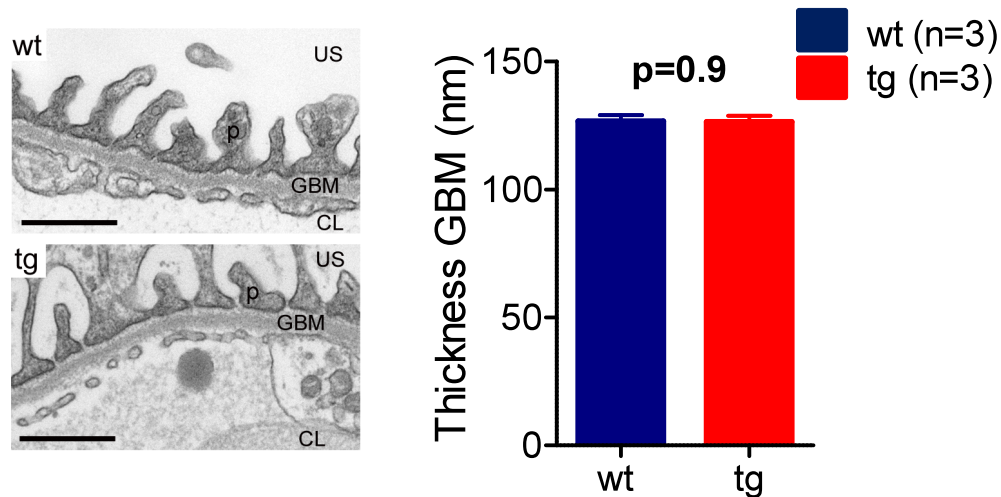 wt
US
p
GBM
CL
tg
US
p
GBM
CL
wt (n=3)
tg (n=3)
p=0.9
Thickness GBM (nm)
150
100
50
0
wt
tg